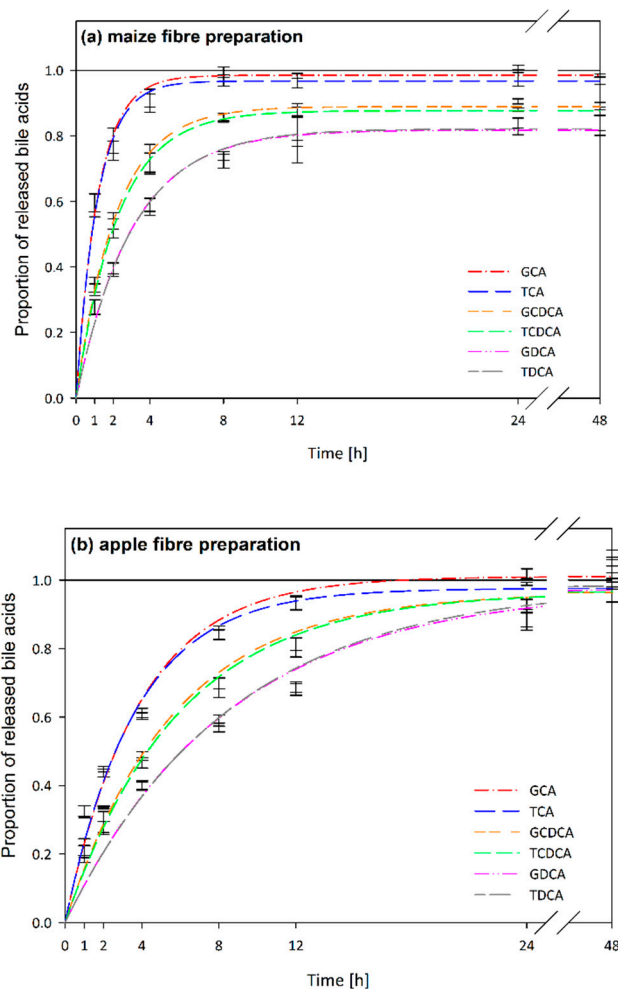 (a) maize fibre preparation
Proportion of released bile acids
1.0
0.8
0.6
0.4
0.2
0.0
GCA
TCA
GCDCA
TCDCA
GDCA
TDCA
0 1 2 4 8 12 24 48
Time [h]
(b) apple fibre preparation
Proportion of released bile acids
1.0
0.8
0.6
0.4
0.2
0.0
GCA
TCA
GCDCA
TCDCA
GDCA
TDCA
0 1 2 4 8 12 24 48
Time [h]